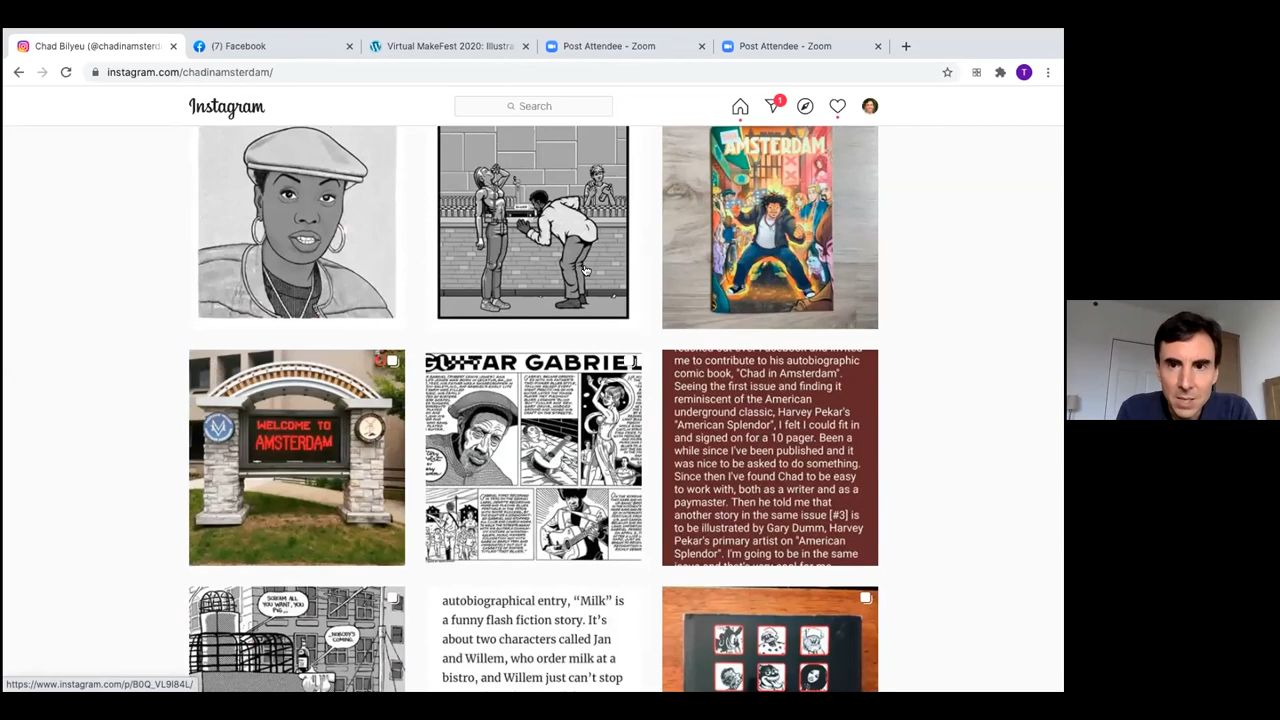 Chad Bilyeu (@chadinamsterda
(7) Facebook
Virtual MakeFest 2020: Illustra
Post Attendee - Zoom
Post Attendee - Zoom
instagram.com/chadinamsterdam/
T
Instagram
Search
1
AMSTERDAM
WELCOME TO
AMSTERDAM
GUITAR GABRIEL
me to contribute to his autobiographic
comic book, "Chad in Amsterdam".
Seeing the first issue and finding it
reminiscent of the American
underground classic, Harvey Pekar's
"American Splendor", I felt I could fit in
and signed on for a 10 pager. Been a
while since I've been published and it
was nice to be asked to do something.
Since then I've found Chad to be easy
to work with, both as a writer and as a
paymaster. Then he told me that
another story in the same issue [#3] is
to be illustrated by Gary Dumm, Harvey
Pekar's primary artist on "American
Splendor". I'm going to be in the same
SCREAM ALL
YOU WANT, YOU
PIG...
...NOBODY'S
COMING.
autobiographical entry, “Milk” is
a funny flash fiction story. It's
about two characters called Jan
and Willem, who order milk at a
bistro, and Willem just can't stop
https://www.instagram.com/p/B0Q_VL9I84L/